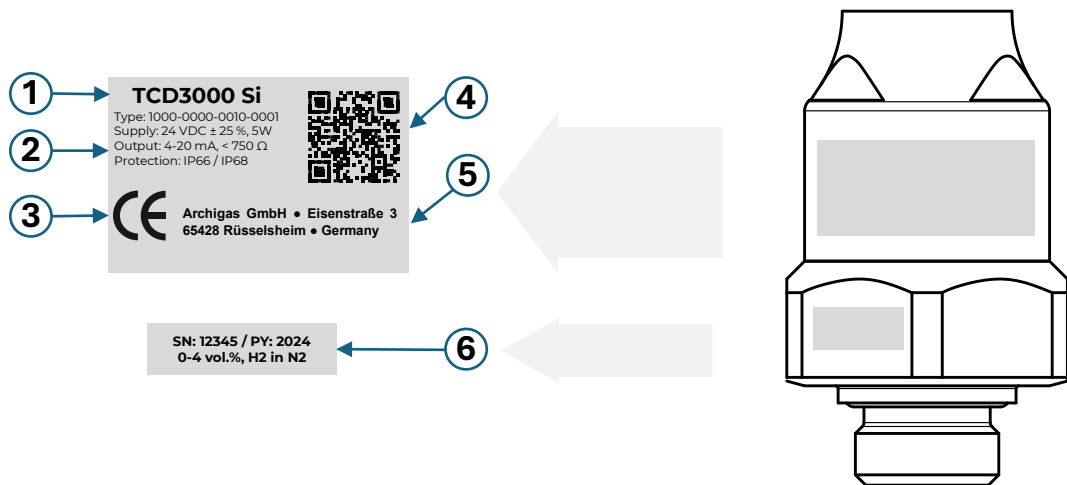 1
TCD3000 Si
Type: 1000-0000-0010-0001
Supply: 24 VDC ± 25 %, 5W
2
Output: 4-20 mA, < 750 Ω
Protection: IP66 / IP68
4
3
CE
Archigas GmbH ● Eisenstraße 3
65428 Rüsselsheim ● Germany
5
SN: 12345 / PY: 2024
0-4 vol.%, H2 in N2
6